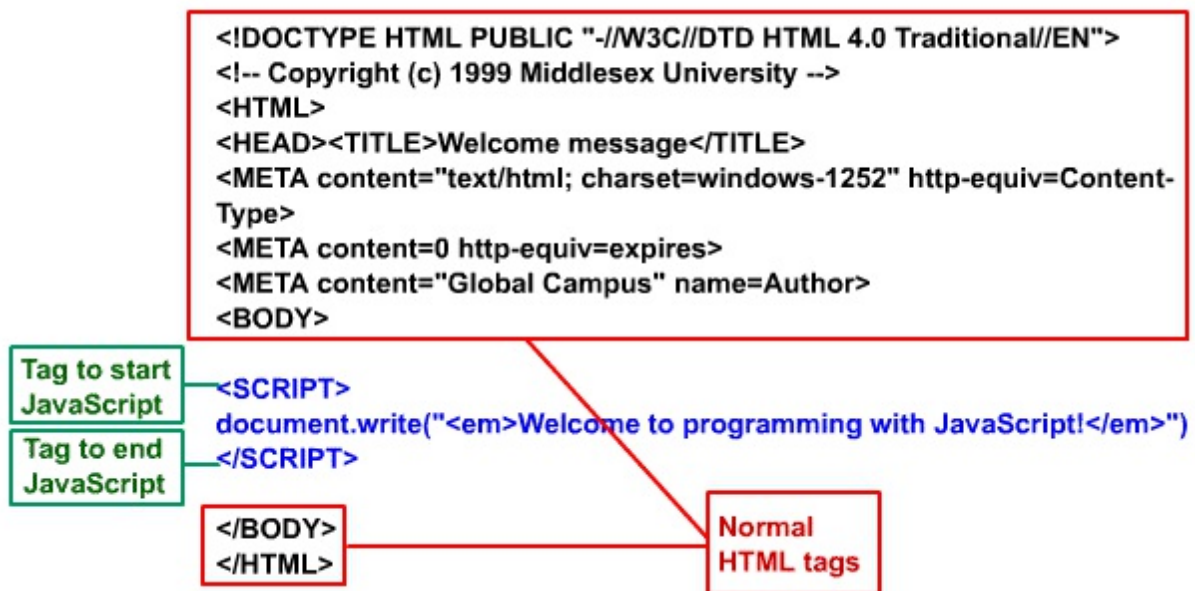 <!DOCTYPE HTML PUBLIC "-//W3C//DTD HTML 4.0 Traditional//EN">
<!-- Copyright (c) 1999 Middlesex University -->
<HTML>
<HEAD><TITLE>Welcome message</TITLE>
<META content="text/html; charset=windows-1252" http-equiv=Content-
Type>
<META content=0 http-equiv=expires>
<META content="Global Campus" name=Author>
<BODY>
Tag to start
JavaScript
<SCRIPT>
document.write("<em>Welcome to programming with JavaScript!</em>")
</SCRIPT>
Tag to end
JavaScript
</BODY>
</HTML>
Normal
HTML tags